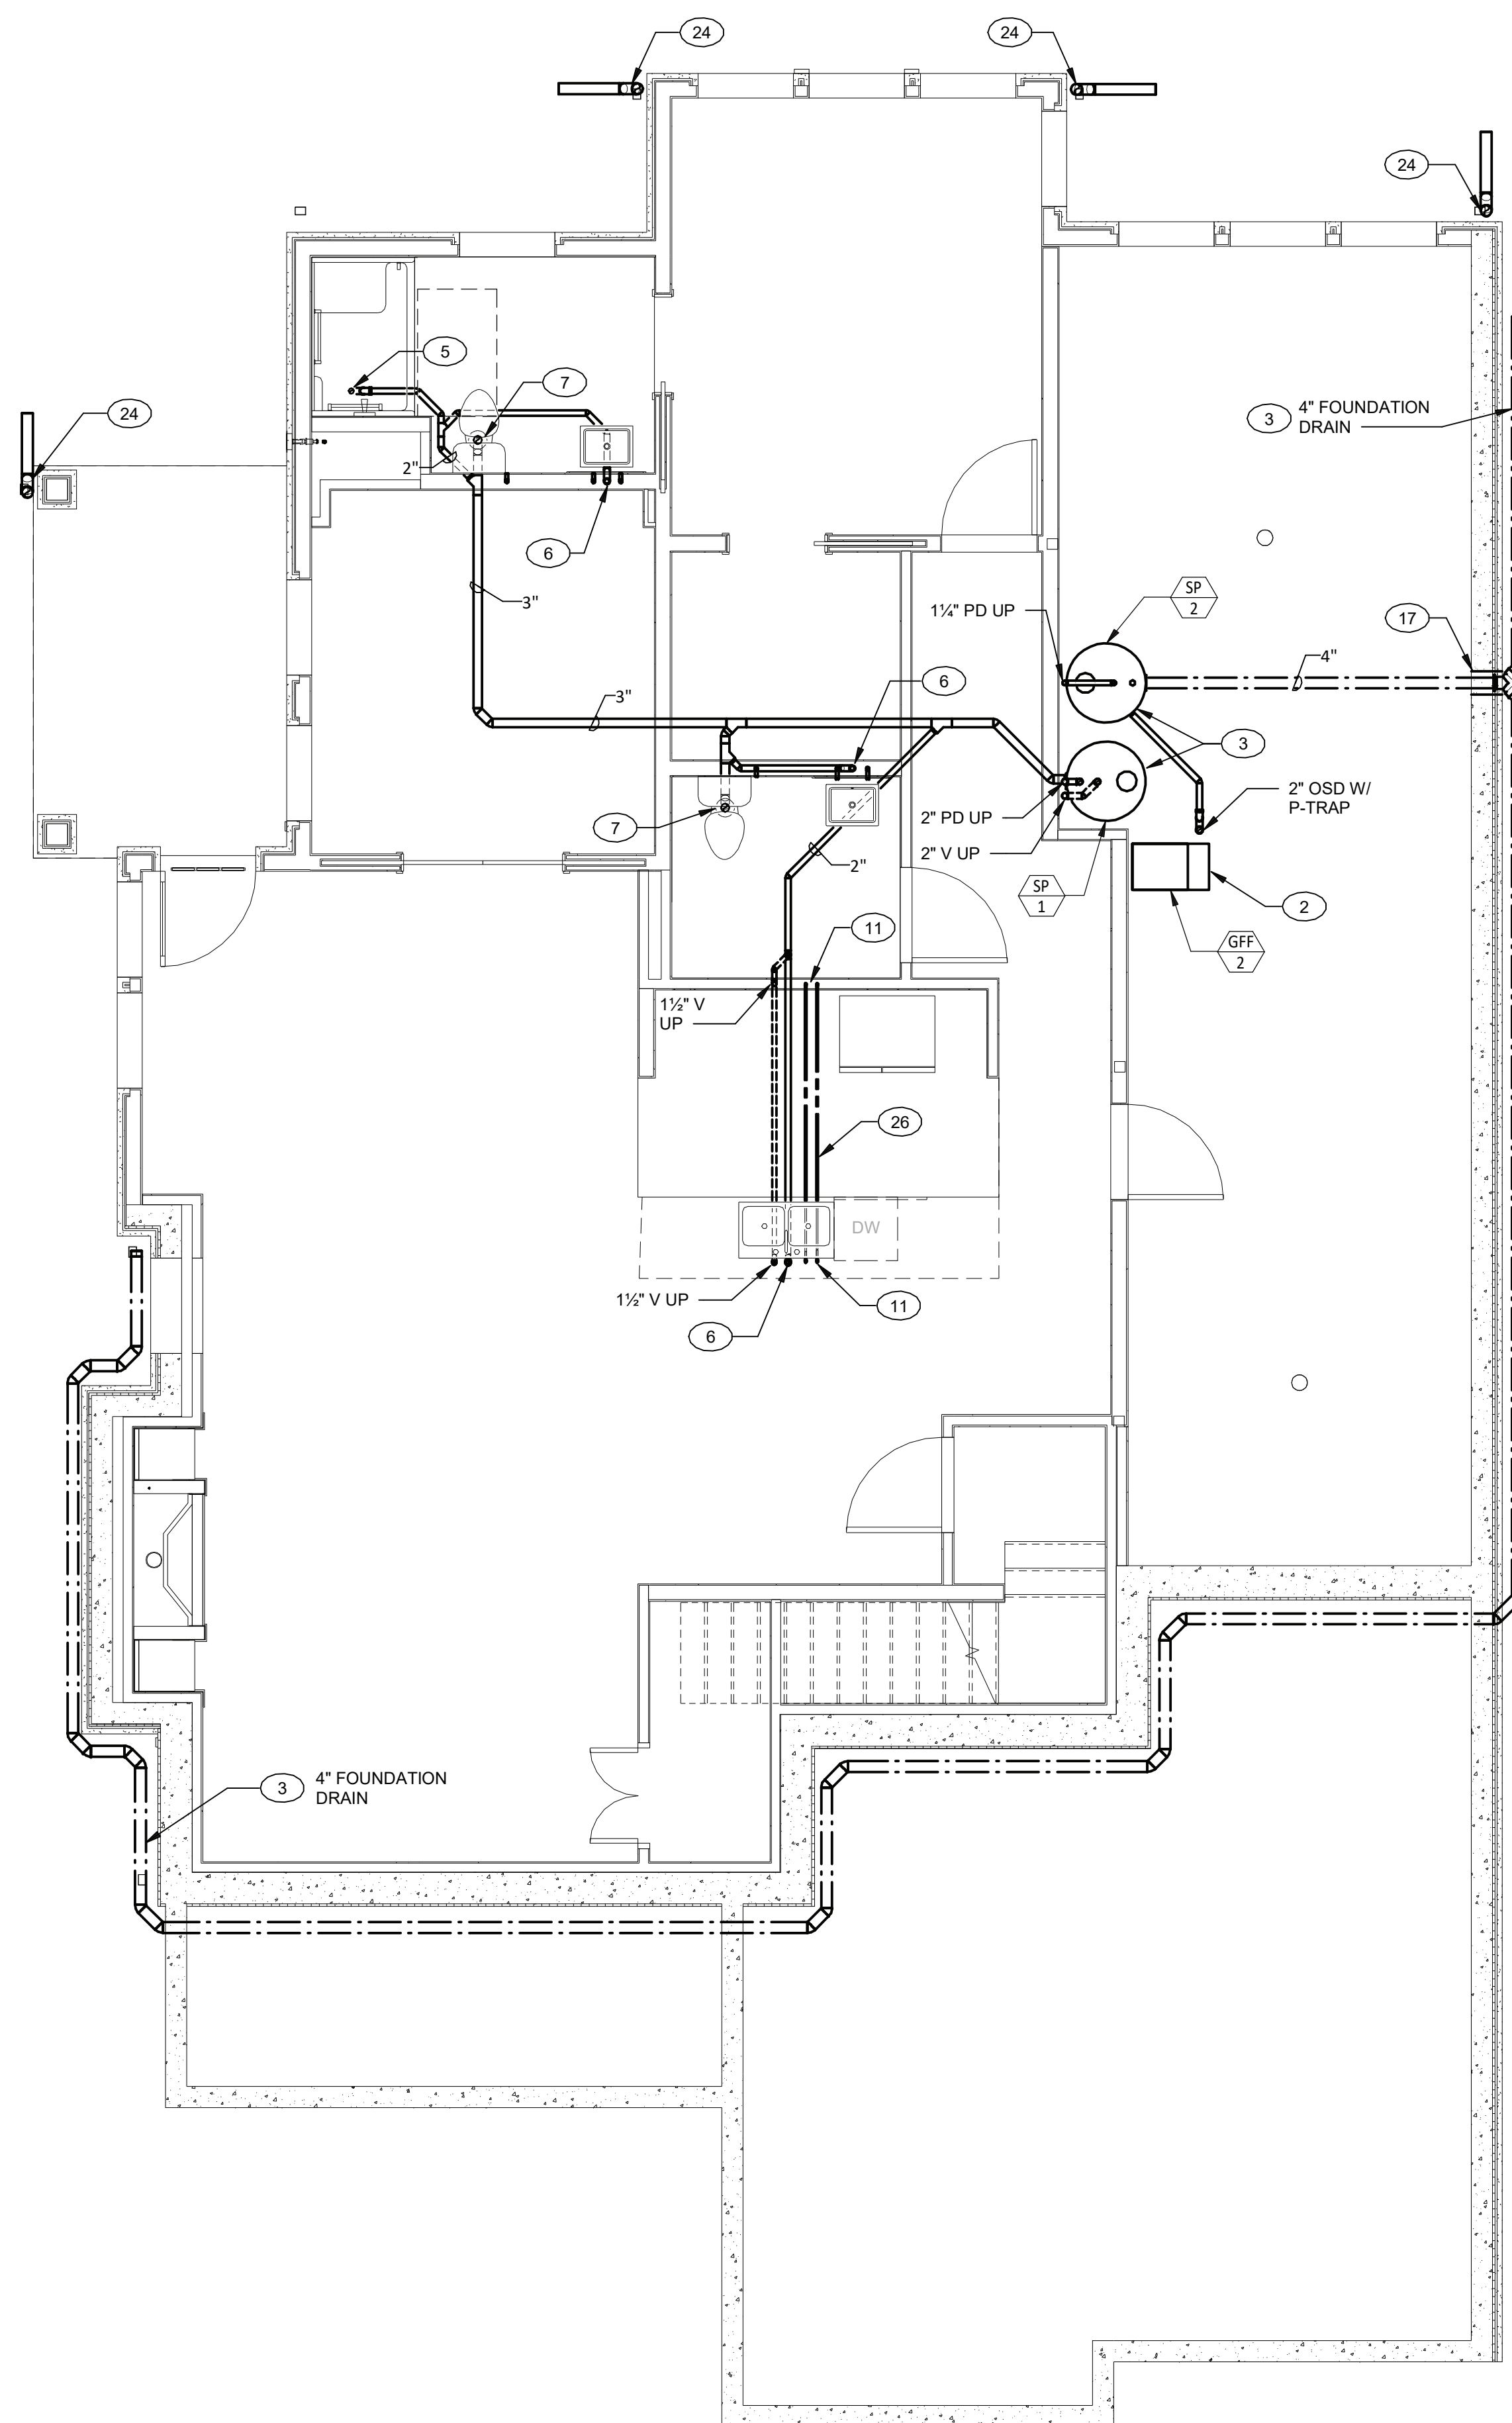 24
24
24
5
7
24
3
4" FOUNDATION
DRAIN
2"
6
SP
2
3"
1¼" PD UP
17
4"
6
3"
3
2" OSD W/
P-TRAP
2" PD UP
7
2" V UP
2"
SP
1
2
11
GFF
2
1½" V
UP
26
DW
1½" V UP
11
6
3
4" FOUNDATION
DRAIN